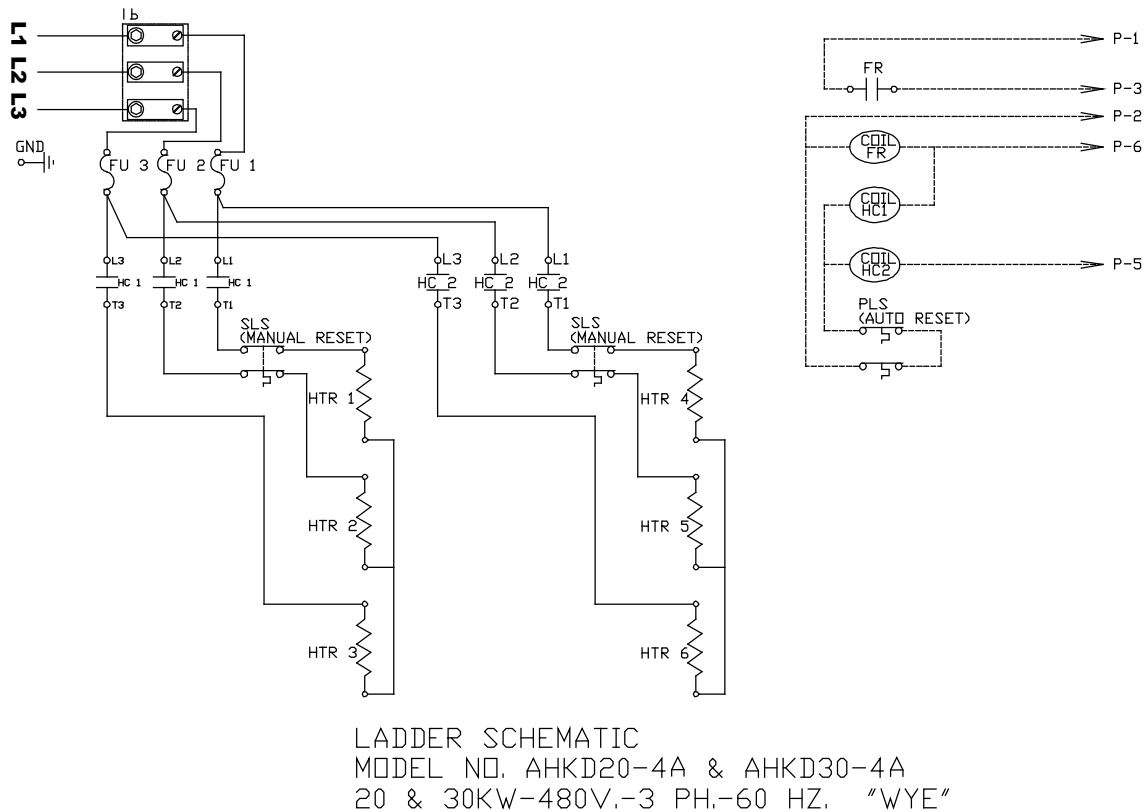 lb
L1
L2
L3
GND
FU 3
FU 2
FU 1
L3
L2
L1
HC 1
HC 1
HC 1
T3
T2
T1
L3
L2
L1
HC 2
HC 2
HC 2
T3
T2
T1
SLS
(MANUAL RESET)
SLS
(MANUAL RESET)
HTR 1
HTR 4
HTR 2
HTR 5
HTR 3
HTR 6
P-1
FR
P-3
P-2
COIL
FR
P-6
COIL
HC1
COIL
HC2
P-5
PLS
(AUTO RESET)
LADDER SCHEMATIC
MODEL NO. AHKD20-4A & AHKD30-4A
20 & 30KW-480V.-3 PH.-60 HZ. "WYE"